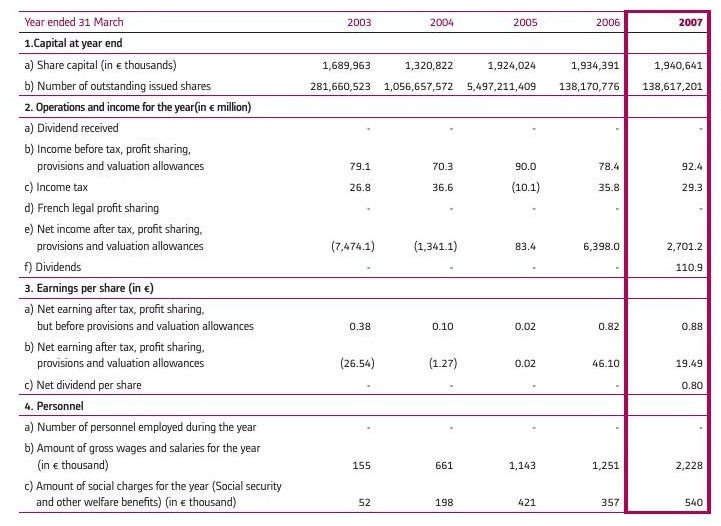 Year ended 31 March 2003 2004 2005 2006 2007
1.Capital at year end
a) Share capital (in € thousands) 1,689,963 1,320,822 1,924,024 1,934,391 1,940,641
b) Number of outstanding issued shares 281,660,523 1,056,657,572 5,497,211,409 138,170,776 138,617,201
2. Operations and income for the year(in € million)
a) Dividend received - - - - -
b) Income before tax, profit sharing,
provisions and valuation allowances 79.1 70.3 90.0 78.4 92.4
c) Income tax 26.8 36.6 (10.1) 35.8 29.3
d) French legal profit sharing - - - - -
e) Net income after tax, profit sharing,
provisions and valuation allowances (7,474.1) (1,341.1) 83.4 6,398.0 2,701.2
f) Dividends - - - - 110.9
3. Earnings per share (in €)
a) Net earning after tax, profit sharing,
but before provisions and valuation allowances 0.38 0.10 0.02 0.82 0.88
b) Net earning after tax, profit sharing,
provisions and valuation allowances (26.54) (1.27) 0.02 46.10 19.49
c) Net dividend per share - - - - 0.80
4. Personnel
a) Number of personnel employed during the year - - - - -
b) Amount of gross wages and salaries for the year
(in € thousand) 155 661 1,143 1,251 2,228
c) Amount of social charges for the year (Social security
and other welfare benefits) (in € thousand) 52 198 421 357 540